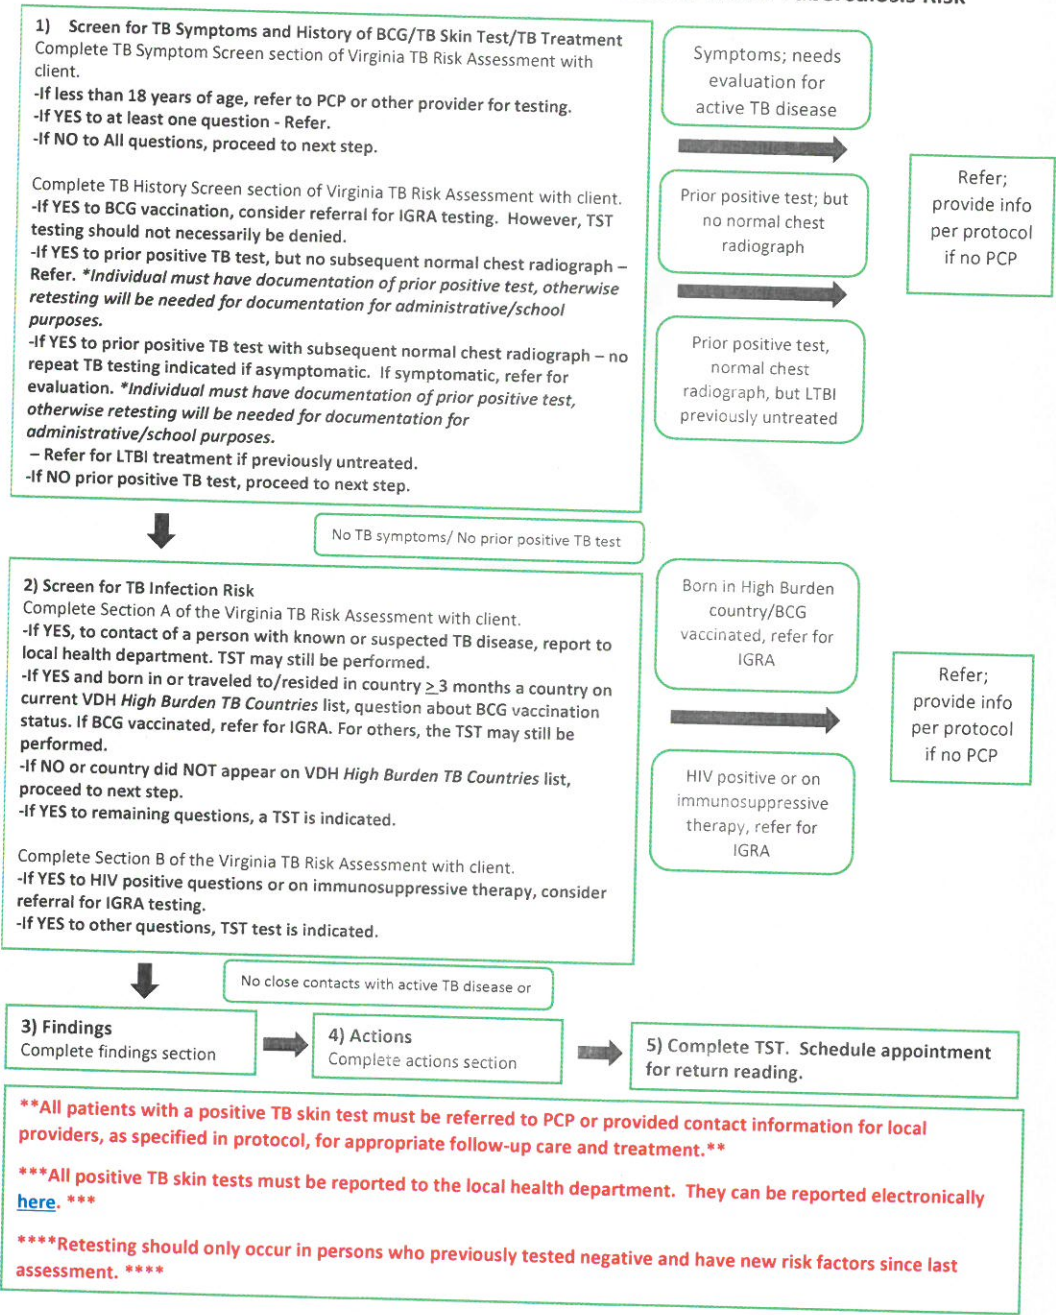 1) Screen for TB Symptoms and History of BCG/TB Skin Test/TB Treatment
Complete TB Symptom Screen section of Virginia TB Risk Assessment with
client.
-If less than 18 years of age, refer to PCP or other provider for testing.
-If YES to at least one question - Refer.
-If NO to All questions, proceed to next step.
Complete TB History Screen section of Virginia TB Risk Assessment with client.
-If YES to BCG vaccination, consider referral for IGRA testing. However, TST
testing should not necessarily be denied.
-If YES to prior positive TB test, but no subsequent normal chest radiograph –
Refer. *Individual must have documentation of prior positive test, otherwise
retesting will be needed for documentation for administrative/school
purposes.
-If YES to prior positive TB test with subsequent normal chest radiograph – no
repeat TB testing indicated if asymptomatic. If symptomatic, refer for
evaluation. *Individual must have documentation of prior positive test,
otherwise retesting will be needed for documentation for
administrative/school purposes.
– Refer for LTBI treatment if previously untreated.
-If NO prior positive TB test, proceed to next step.
Symptoms; needs
evaluation for
active TB disease
Prior positive test; but
no normal chest
radiograph
Prior positive test,
normal chest
radiograph, but LTBI
previously untreated
Refer;
provide info
per protocol
if no PCP
No TB symptoms/ No prior positive TB test
2) Screen for TB Infection Risk
Complete Section A of the Virginia TB Risk Assessment with client.
-If YES, to contact of a person with known or suspected TB disease, report to
local health department. TST may still be performed.
-If YES and born in or traveled to/resided in country ≥3 months a country on
current VDH High Burden TB Countries list, question about BCG vaccination
status. If BCG vaccinated, refer for IGRA. For others, the TST may still be
performed.
-If NO or country did NOT appear on VDH High Burden TB Countries list,
proceed to next step.
-If YES to remaining questions, a TST is indicated.
Complete Section B of the Virginia TB Risk Assessment with client.
-If YES to HIV positive questions or on immunosuppressive therapy, consider
referral for IGRA testing.
-If YES to other questions, TST test is indicated.
Born in High Burden
country/BCG
vaccinated, refer for
IGRA
HIV positive or on
immunosuppressive
therapy, refer for
IGRA
Refer;
provide info
per protocol
if no PCP
No close contacts with active TB disease or
3) Findings
Complete findings section
4) Actions
Complete actions section
5) Complete TST. Schedule appointment
for return reading.
**All patients with a positive TB skin test must be referred to PCP or provided contact information for local
providers, as specified in protocol, for appropriate follow-up care and treatment.**
***All positive TB skin tests must be reported to the local health department. They can be reported electronically
here. ***
****Retesting should only occur in persons who previously tested negative and have new risk factors since last
assessment. ****